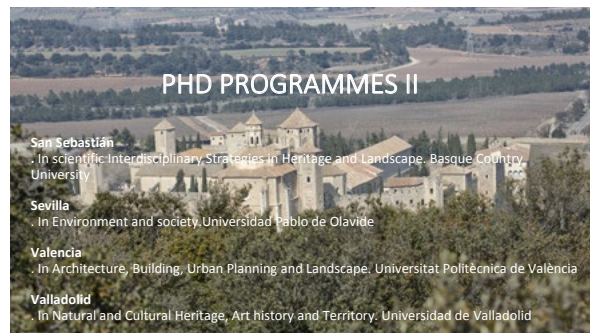 PHD PROGRAMMES II
San Sebastián
. In scientific Interdisciplinary Strategies in Heritage and Landscape. Basque Country
University
Sevilla
. In Environment and society.Universidad Pablo de Olavide
Valencia
. In Architecture, Building, Urban Planning and Landscape. Universitat Politècnica de València
Valladolid
. In Natural and Cultural Heritage, Art history and Territory. Universidad de Valladolid